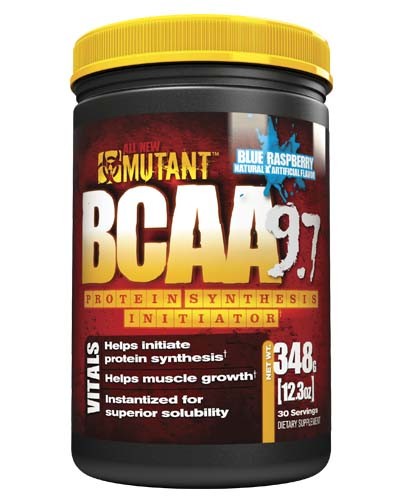 ALL NEW
MUTANT™
BLUE RASPBERRY
NATURAL & ARTIFICIAL FLAVOR
BCAA 9.7
PROTEIN SYNTHESIS
INITIATOR
VITALS
Helps initiate
protein synthesis†
Helps muscle growth†
Instantized for
superior solubility
NET WT. 348G
[12.3oz]
30 Servings
DIETARY SUPPLEMENT